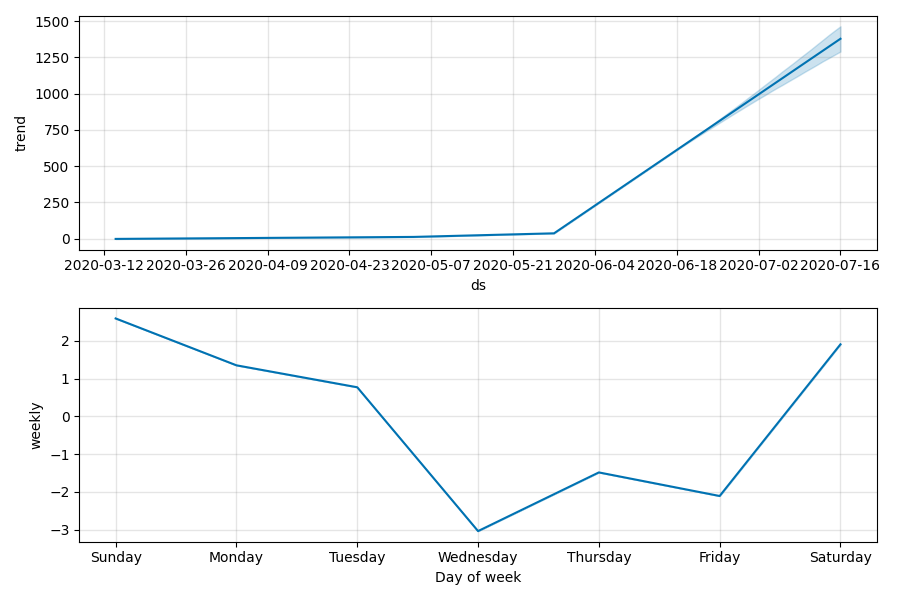 1500
1250
1000
750
500
250
0
trend
2020-03-12 2020-03-26 2020-04-09 2020-04-23 2020-05-07 2020-05-21 2020-06-04 2020-06-18 2020-07-02 2020-07-16
ds
2
1
0
−1
−2
−3
weekly
Sunday Monday Tuesday Wednesday Thursday Friday Saturday
Day of week